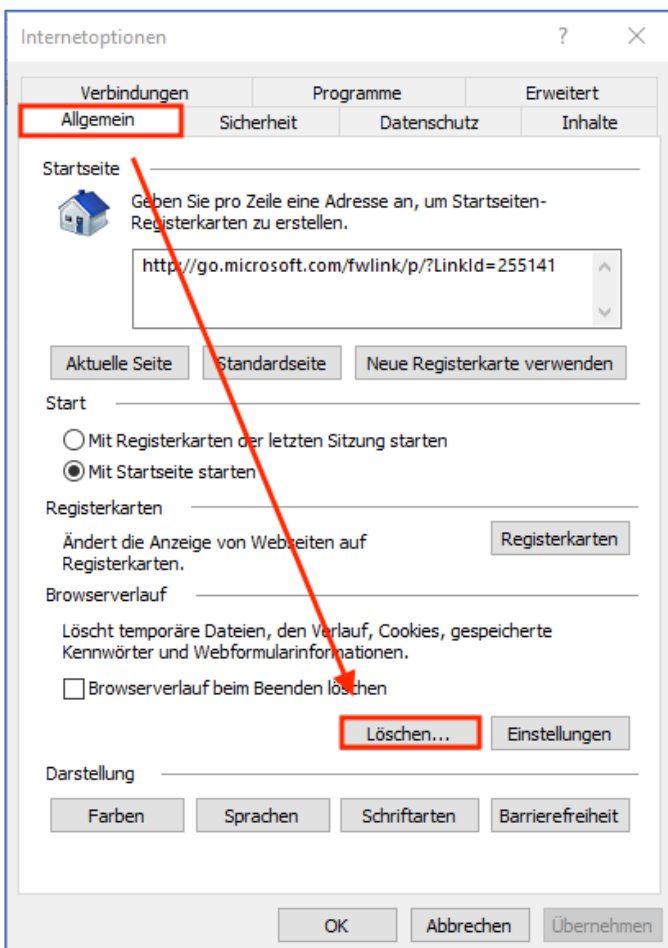 Internetoptionen
Verbindungen Programme Erweitert
Allgemein Sicherheit Datenschutz Inhalte
Startseite
Geben Sie pro Zeile eine Adresse an, um Startseiten-
Registerkarten zu erstellen.
http://go.microsoft.com/fwlink/p/?LinkId=255141
Aktuelle Seite Standardseite Neue Registerkarte verwenden
Start
Mit Registerkarten der letzten Sitzung starten
Mit Startseite starten
Registerkarten
Ändert die Anzeige von Webseiten auf
Registerkarten.
Registerkarten
Browserverlauf
Löscht temporäre Dateien, den Verlauf, Cookies, gespeicherte
Kennwörter und Webformularinformationen.
Browserverlauf beim Beenden löschen
Löschen... Einstellungen
Darstellung
Farben Sprachen Schriftarten Barrierefreiheit
OK Abbrechen Übernehmen